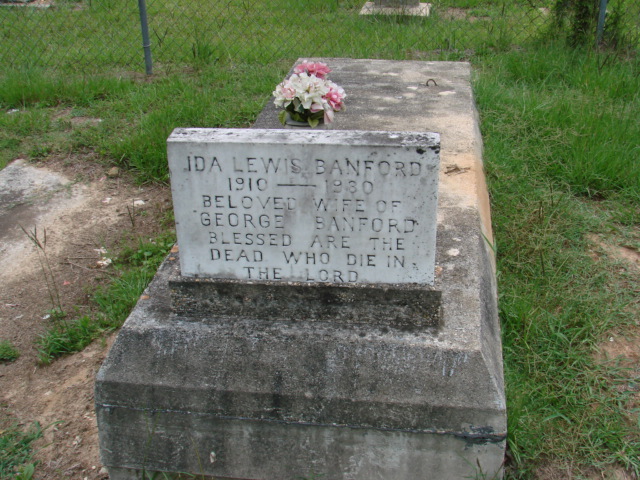 IDA LEWIS BANFORD
1910 — 1930
BELOVED WIFE OF
GEORGE BANFORD
BLESSED ARE THE
DEAD WHO DIE IN
THE LORD